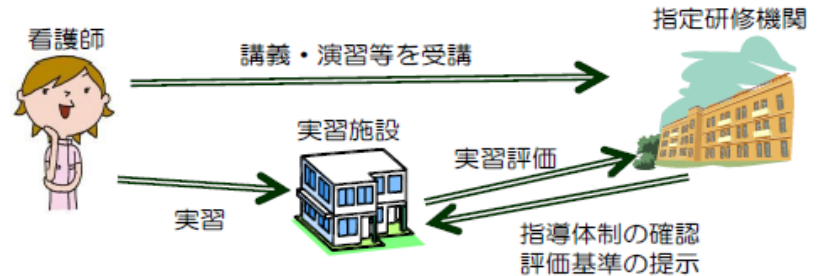 指定研修機関
看護師
講義・演習等を受講
実習施設
実習評価
実習
指導体制の確認
評価基準の提示